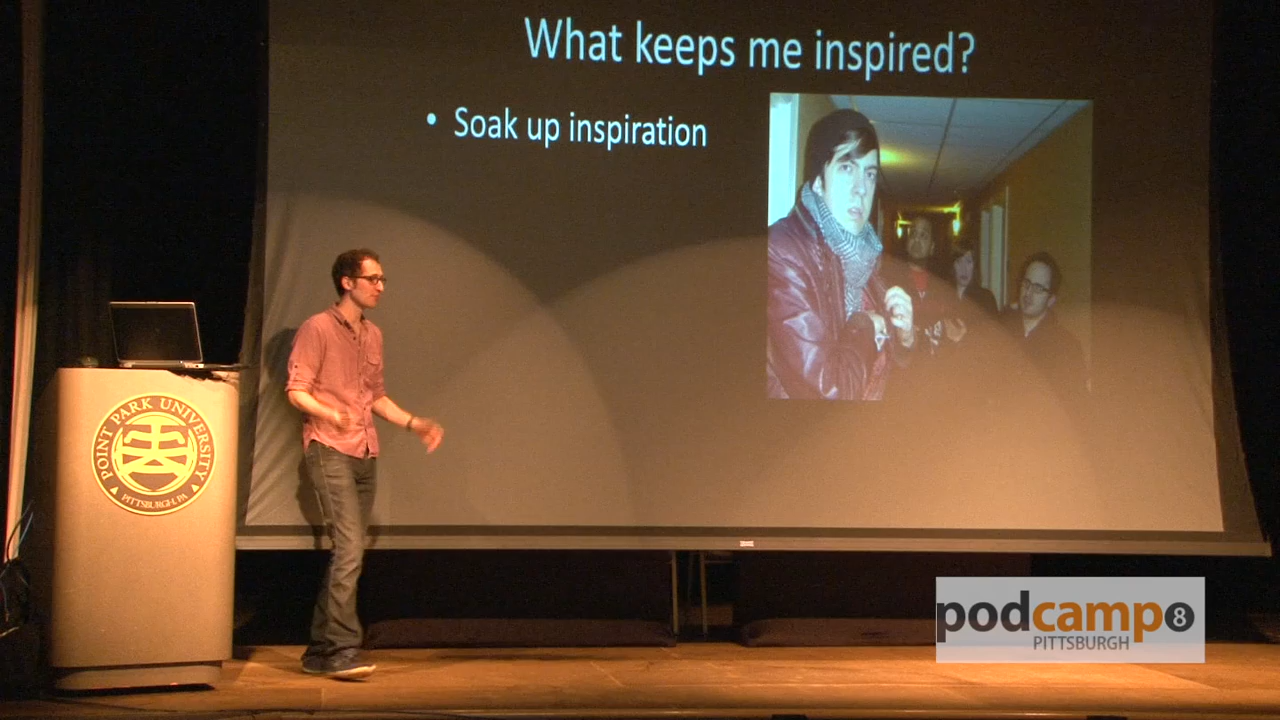 What keeps me inspired?
• Soak up inspiration
POINT PARK UNIVERSITY
PITTSBURGH, PA
podcamp8
PITTSBURGH